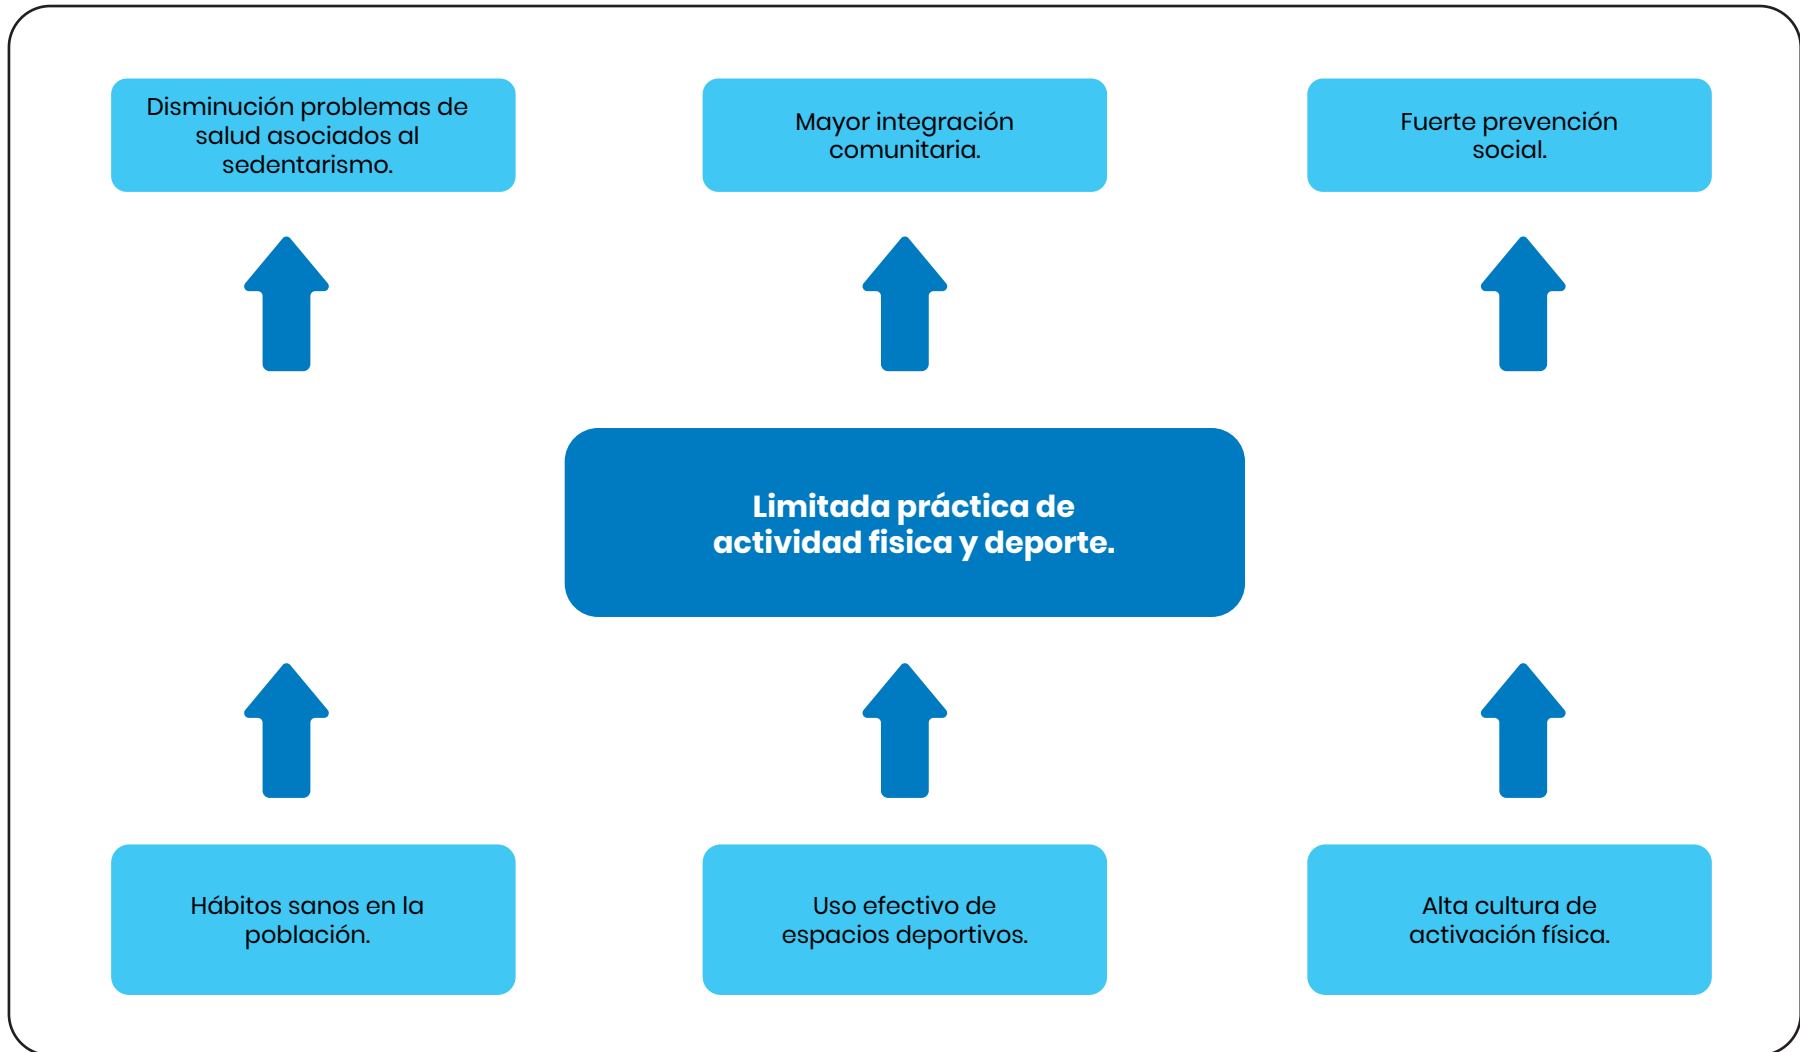 Disminución problemas de
salud asociados al
sedentarismo.
Mayor integración
comunitaria.
Fuerte prevención
social.
Limitada práctica de
actividad fisica y deporte.
Hábitos sanos en la
población.
Uso efectivo de
espacios deportivos.
Alta cultura de
activación física.